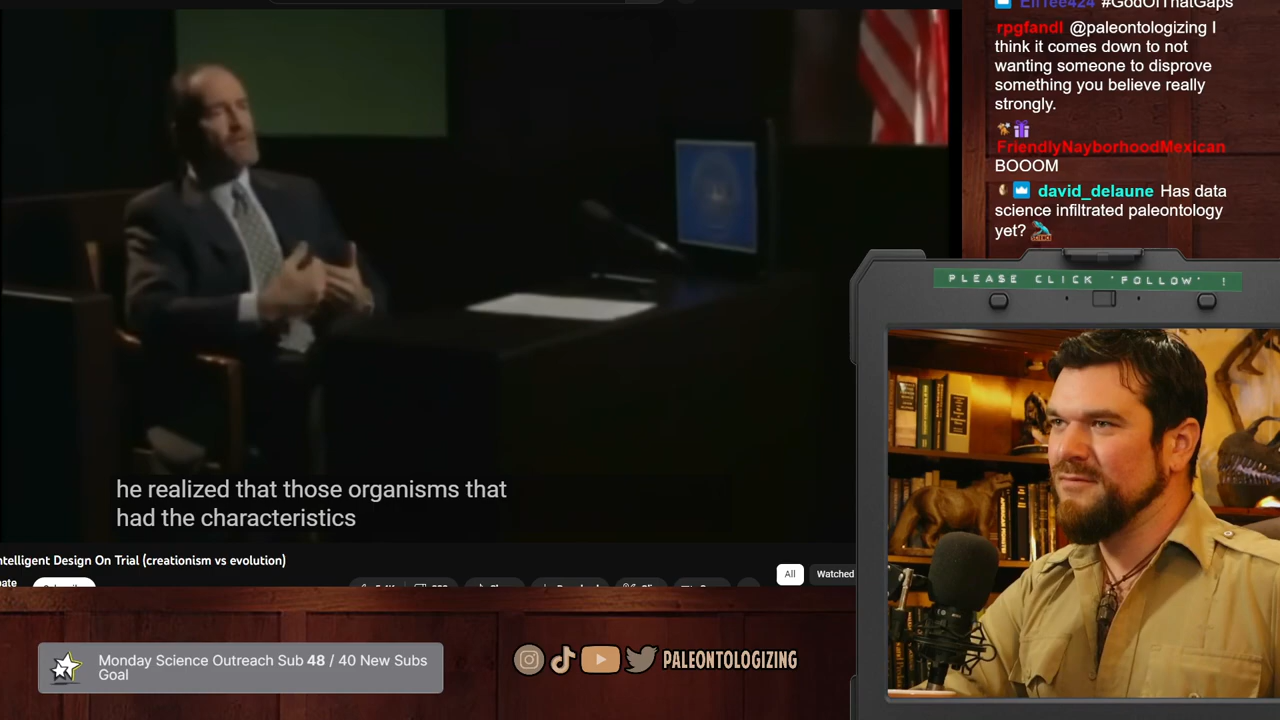 #GodOfThatGaps
rpgfandl @paleontologizing I
think it comes down to not
wanting someone to disprove
something you believe really
strongly.
FriendlyNayborhoodMexican
BOOOM
david_delaune Has data
science infiltrated paleontology
yet?
PLEASE CLICK 'FOLLOW' !
he realized that those organisms that
had the characteristics
ntelligent Design On Trial (creationism vs evolution)
All
Watched
Monday Science Outreach Sub 48 / 40 New Subs
Goal
PALEONTOLOGIZING